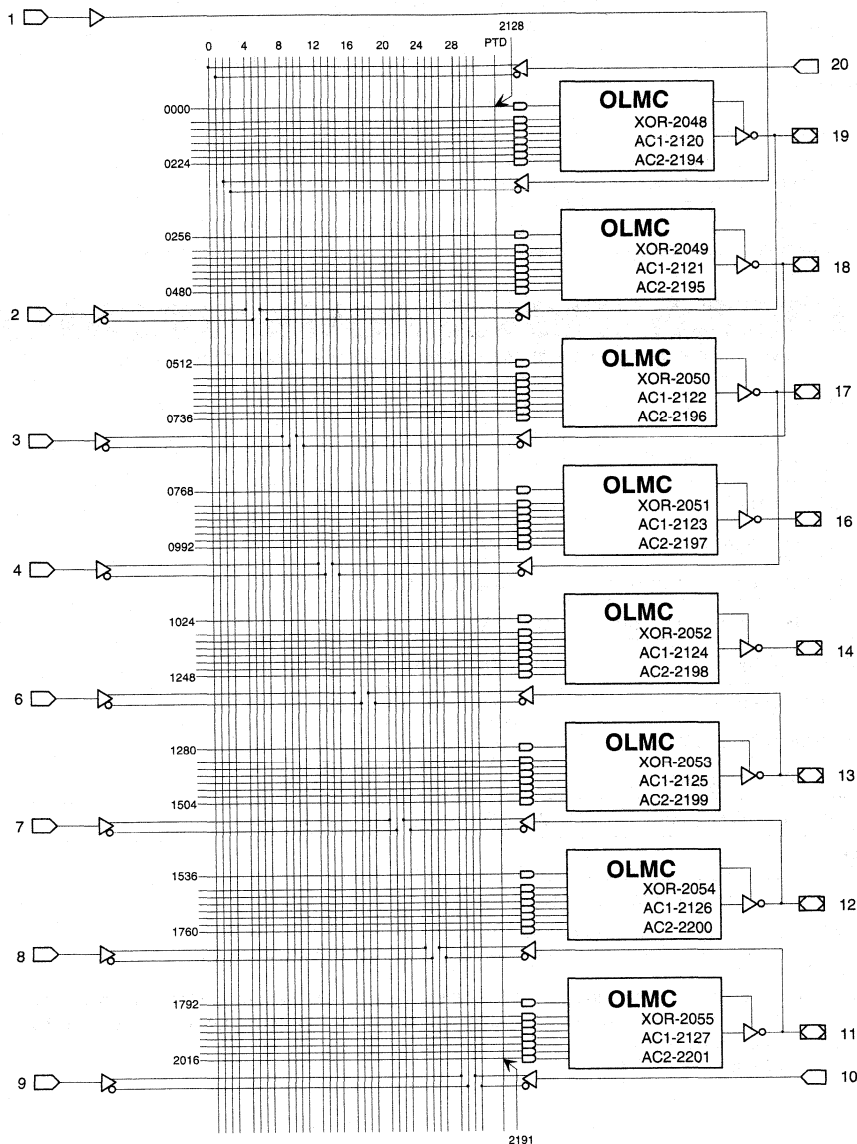 1
2128
0 4 8 12 16 20 24 28 PTD
20
0000
OLMC
XOR-2048
AC1-2120
AC2-2194
19
0224
0256
OLMC
XOR-2049
AC1-2121
AC2-2195
18
0480
2
0512
OLMC
XOR-2050
AC1-2122
AC2-2196
17
0736
3
0768
OLMC
XOR-2051
AC1-2123
AC2-2197
16
0992
4
1024
OLMC
XOR-2052
AC1-2124
AC2-2198
14
1248
6
1280
OLMC
XOR-2053
AC1-2125
AC2-2199
13
1504
7
1536
OLMC
XOR-2054
AC1-2126
AC2-2200
12
1760
8
1792
OLMC
XOR-2055
AC1-2127
AC2-2201
11
2016
9
10
2191